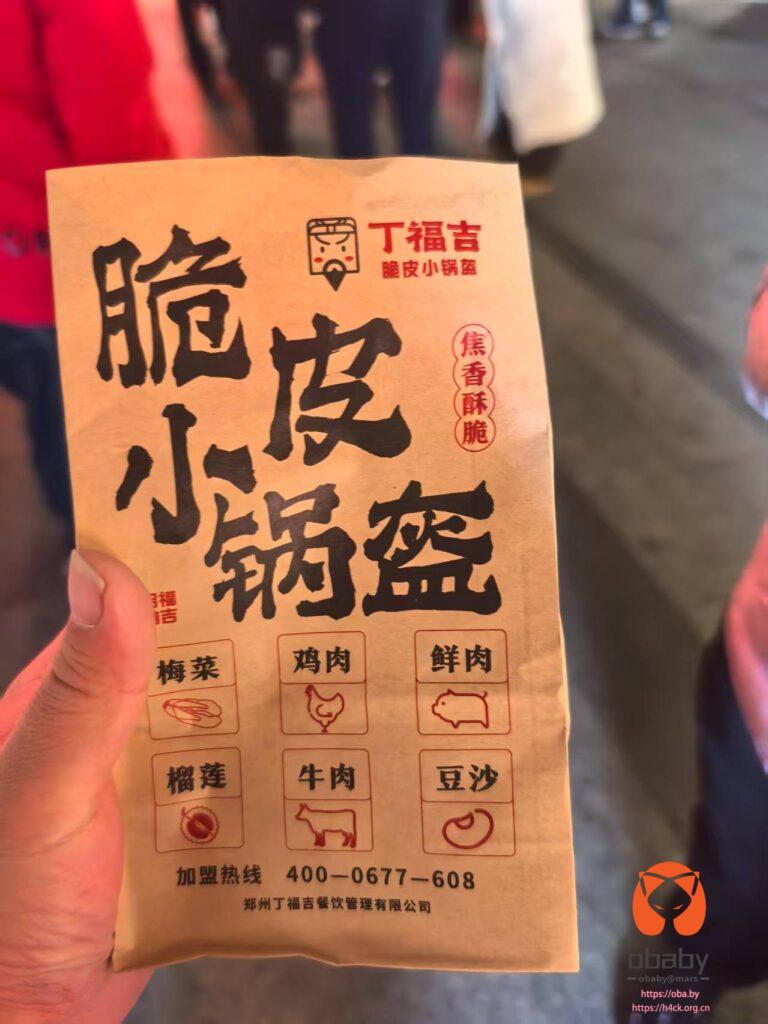 丁福吉
脆皮小锅盔
脆皮
小锅盔
焦香酥脆
福
吉
梅菜
鸡肉
鲜肉
榴莲
牛肉
豆沙
加盟热线 400—0677—608
郑州丁福吉餐饮管理有限公司
obaby
obaby@mars
https://oba.by
https://h4ck.org.cn